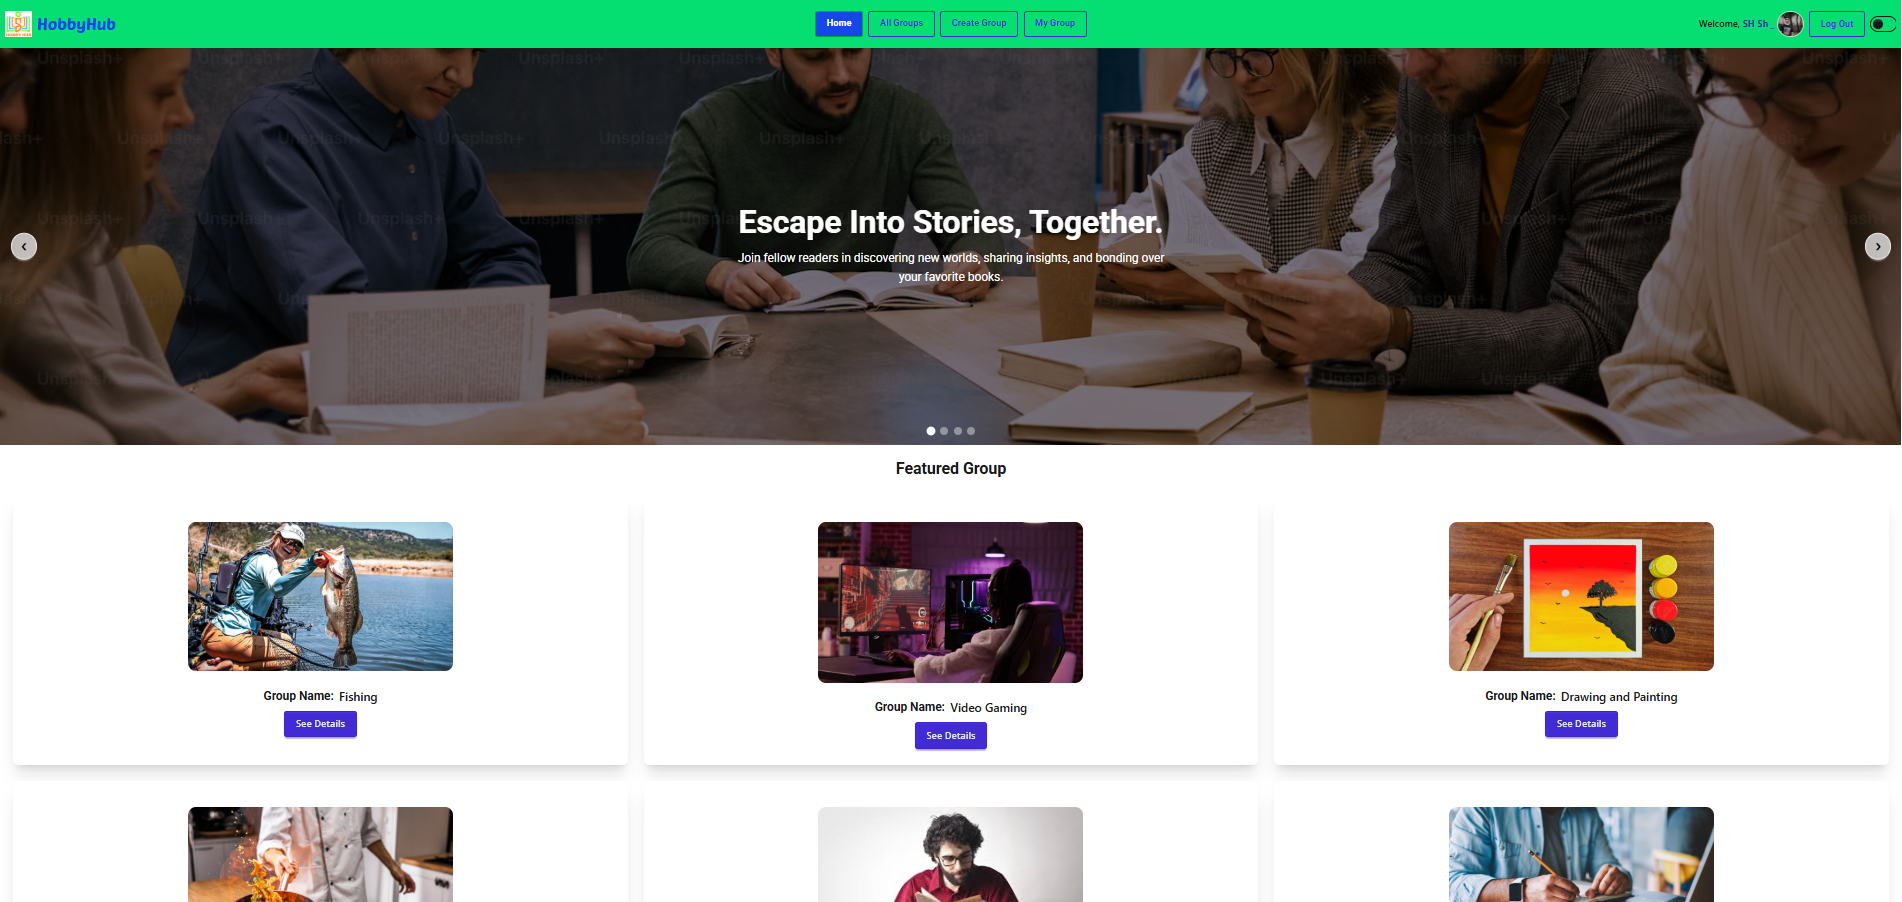 HobbyHub
Home
All Groups
Create Group
My Group
Welcome, SH Sh_
Log Out
Escape Into Stories, Together.
Join fellow readers in discovering new worlds, sharing insights, and bonding over
your favorite books.
Featured Group
Group Name: Fishing
See Details
Group Name: Video Gaming
See Details
Group Name: Drawing and Painting
See Details